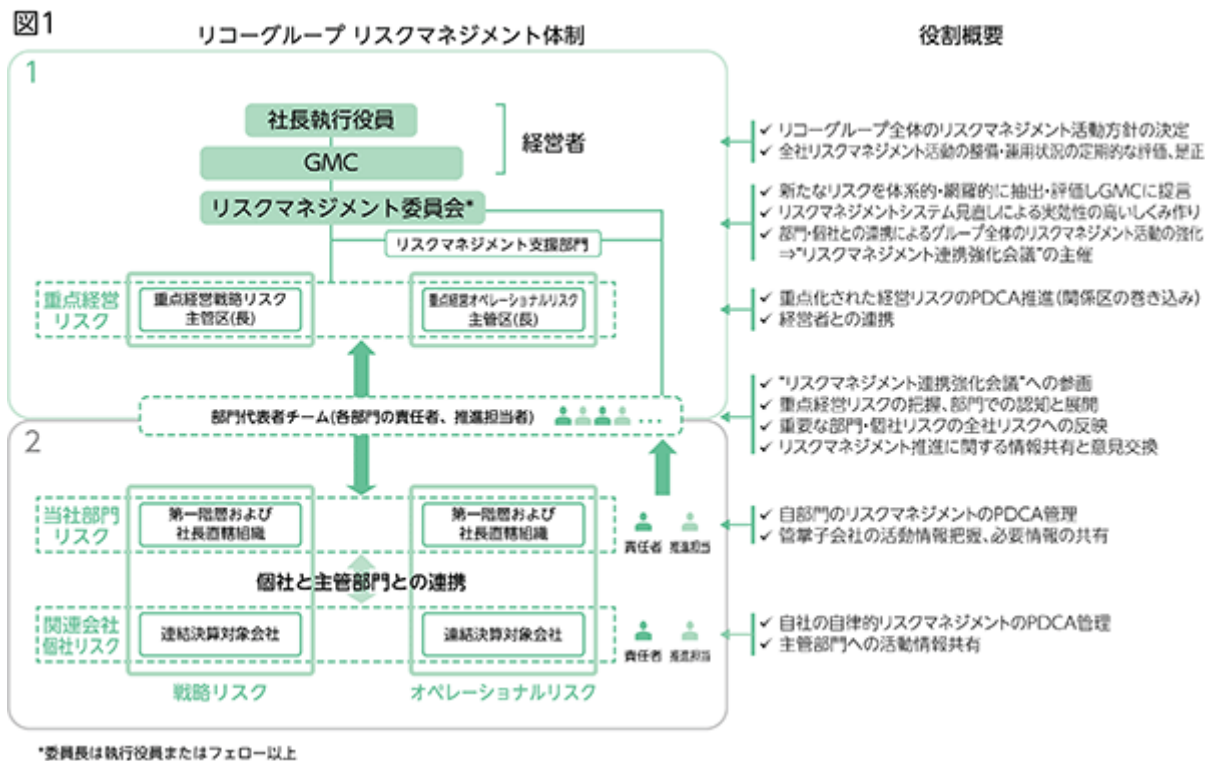 図1
リコーグループ リスクマネジメント体制
役割概要
1
社長執行役員
GMC
経営者
リスクマネジメント委員会*
リスクマネジメント支援部門
重点経営
リスク
重点経営戦略リスク
主管区(長)
重点経営オペレーショナルリスク
主管区(長)
部門代表者チーム(各部門の責任者、推進担当者)
...
2
当社部門
リスク
第一階層および
社長直轄組織
第一階層および
社長直轄組織
責任者 推進担当
個社と主管部門との連携
関連会社
個社リスク
連結決算対象会社
連結決算対象会社
責任者 推進担当
戦略リスク
オペレーショナルリスク
✓ リコーグループ全体のリスクマネジメント活動方針の決定
✓ 全社リスクマネジメント活動の整備・運用状況の定期的な評価、是正
✓ 新たなリスクを体系的・網羅的に抽出・評価しGMCに提言
✓ リスクマネジメントシステム見直しによる実効性の高いしくみ作り
✓ 部門・個社との連携によるグループ全体のリスクマネジメント活動の強化
⇒"リスクマネジメント連携強化会議"の主催
✓ 重点化された経営リスクのPDCA推進(関係区の巻き込み)
✓ 経営者との連携
✓ "リスクマネジメント連携強化会議"への参画
✓ 重点経営リスクの把握、部門での認知と展開
✓ 重要な部門・個社リスクの全社リスクへの反映
✓ リスクマネジメント推進に関する情報共有と意見交換
✓ 自部門のリスクマネジメントのPDCA管理
✓ 管掌子会社の活動情報把握、必要情報の共有
✓ 自社の自律的リスクマネジメントのPDCA管理
✓ 主管部門への活動情報共有
*委員長は執行役員またはフェロー以上